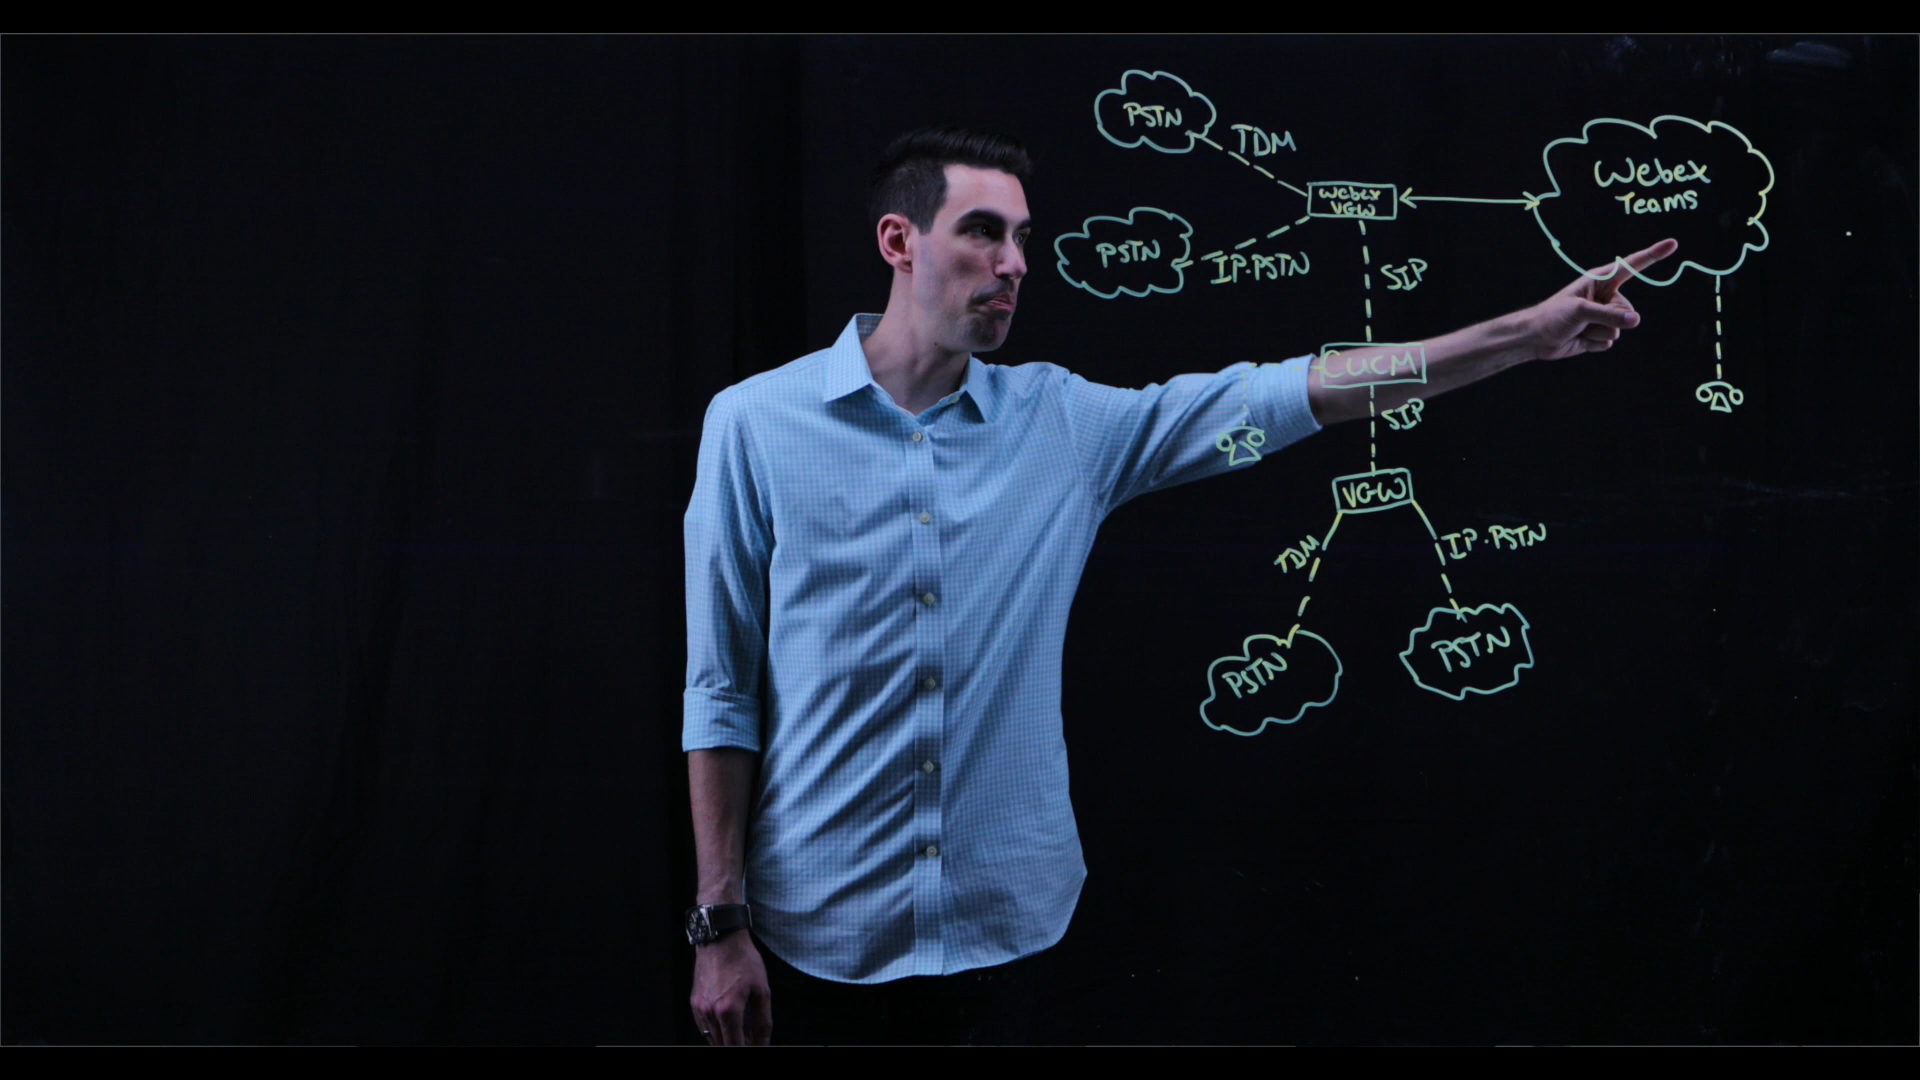 PSTN
TDM
Webex
Teams
Webex
VGW
PSTN
IP-PSTN
SIP
CUCM
SIP
VGW
TDM
IP-PSTN
PSTN
PSTN